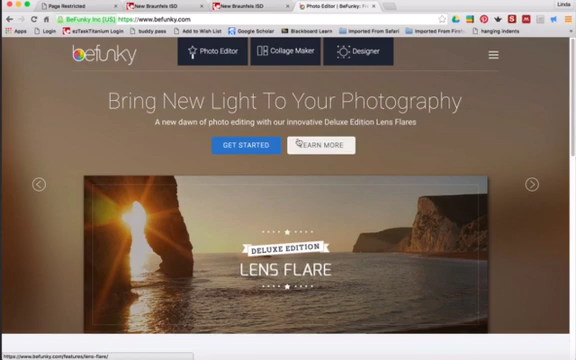 Page Restricted
New Braunfels ISD
New Braunfels ISD
Photo Editor | BeFunky: P
Linda
BeFunky Inc [US]
https://www.befunky.com
Apps
Login
ezTaskTitanium Login
buddy pass
Add to Wish List
Google Scholar
Blackboard Learn
Imported From Safari
Imported From Firefo
hanging indents
befunky
Photo Editor
Collage Maker
Designer
Bring New Light To Your Photography
A new dawn of photo editing with our innovative Deluxe Edition Lens Flares
GET STARTED
LEARN MORE
DELUXE EDITION
LENS FLARE
https://www.befunky.com/features/lens-flare/